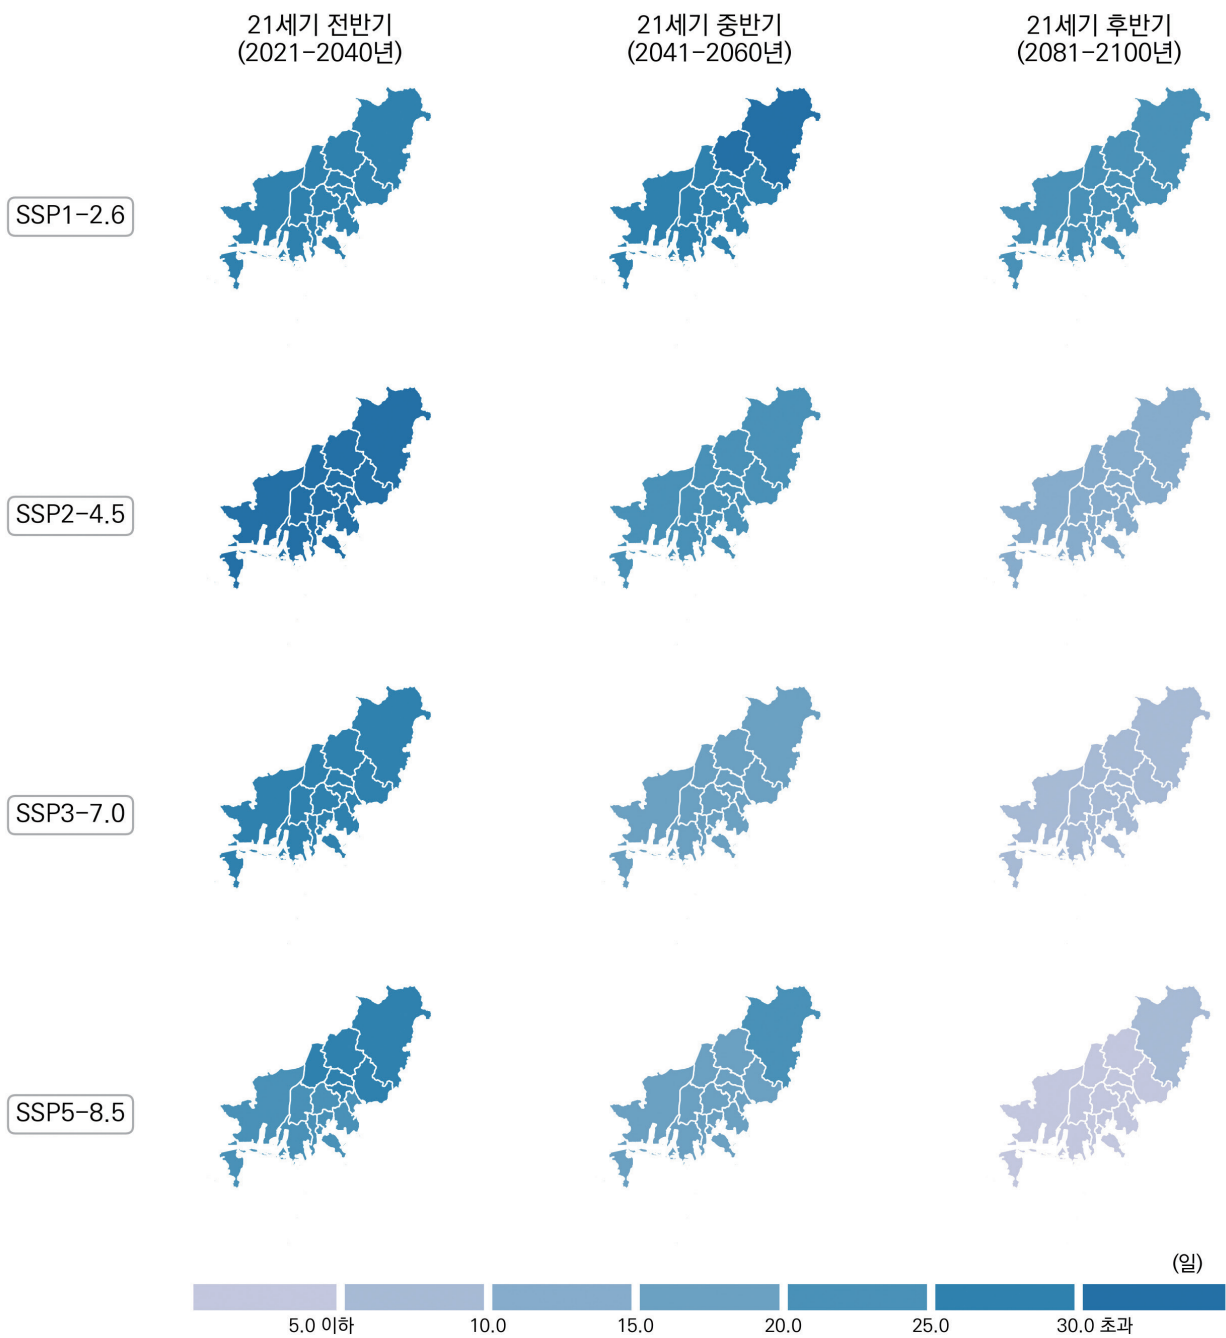 21세기 전반기
(2021-2040년)
21세기 중반기
(2041-2060년)
21세기 후반기
(2081-2100년)
SSP1-2.6
SSP2-4.5
SSP3-7.0
SSP5-8.5
(일)
5.0 이하 10.0 15.0 20.0 25.0 30.0 초과